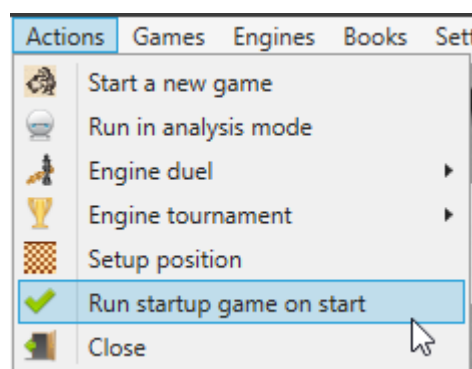 Actions Games Engines Books Sett
Start a new game
Run in analysis mode
Engine duel
Engine tournament
Setup position
Run startup game on start
Close